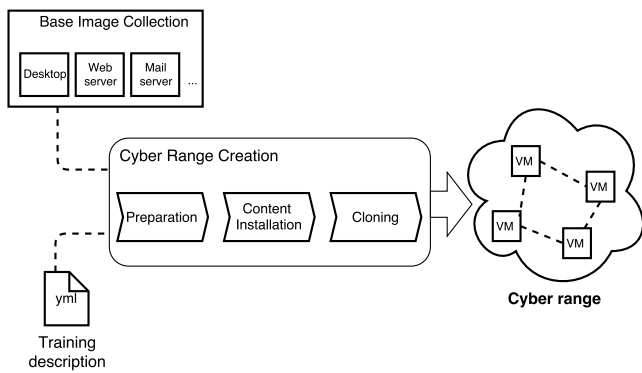 Base Image Collection
Desktop
Web
server
Mail
server
...
Cyber Range Creation
Preparation
Content
Installation
Cloning
VM
VM
VM
VM
Cyber range
yml
Training
description